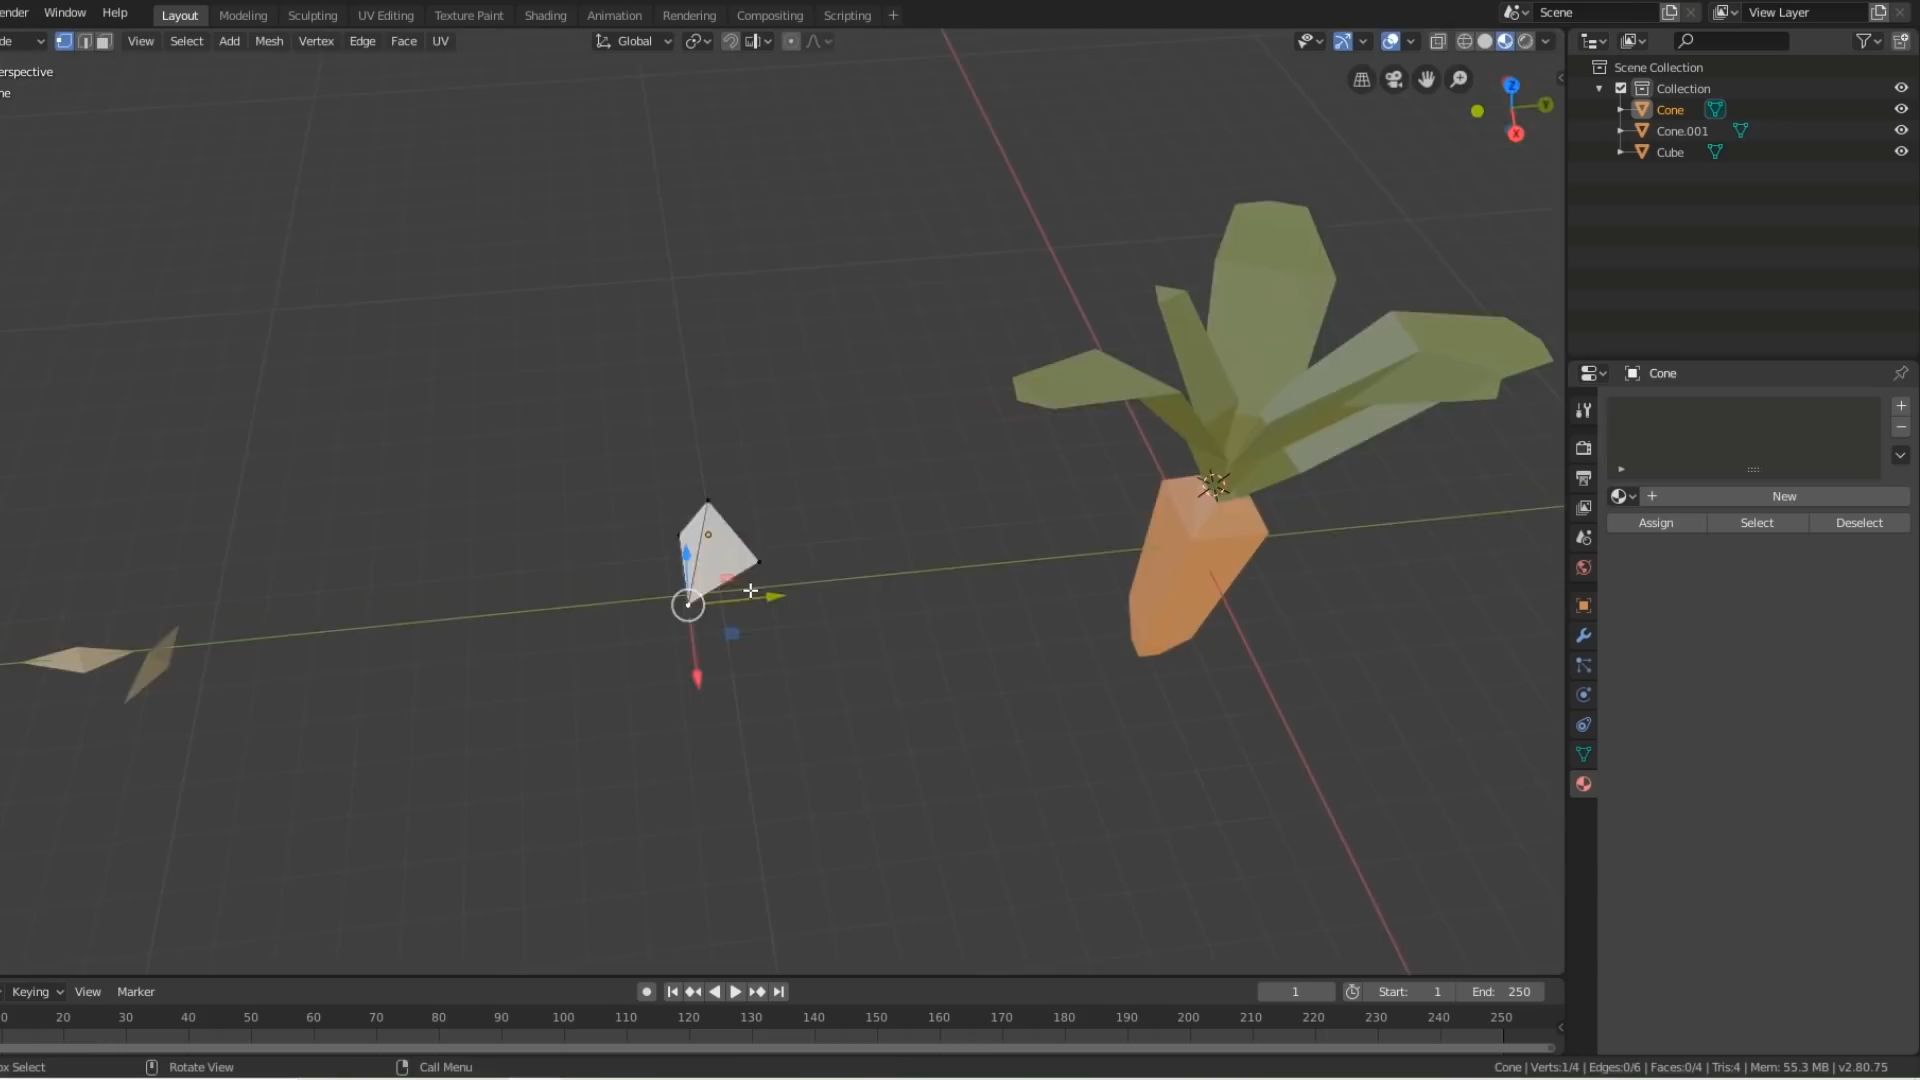 ender Window Help Layout Modeling Sculpting UV Editing Texture Paint Shading Animation Rendering Compositing Scripting + Scene View Layer
de View Select Add Mesh Vertex Edge Face UV Global
erspective
ne
Z
Y
X
Scene Collection
Collection
Cone
Cone.001
Cube
Cone
New
Assign Select Deselect
Keying View Marker 1 Start: 1 End: 250
0 20 30 40 50 60 70 80 90 100 110 120 130 140 150 160 170 180 190 200 210 220 230 240 250
ox Select Rotate View Call Menu Cone | Verts:1/4 | Edges:0/6 | Faces:0/4 | Tris:4 | Mem: 55.3 MB | v2.80.75